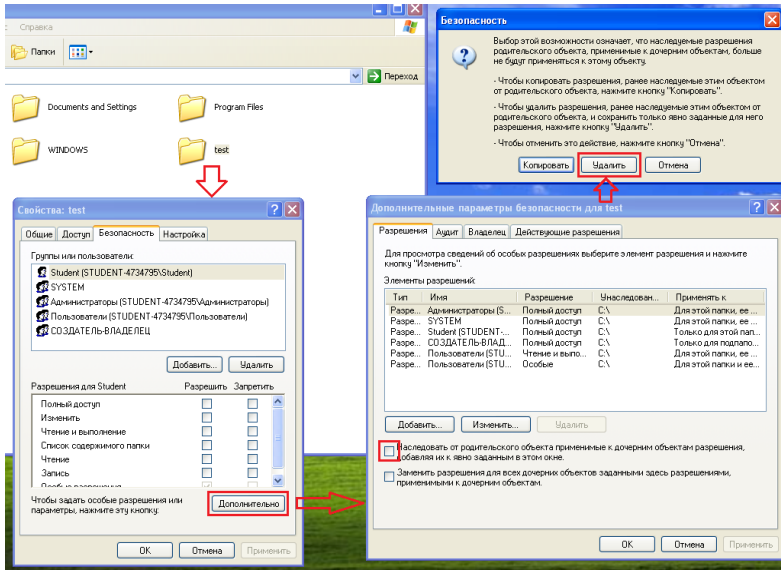 Справка
Папки
Переход
Documents and Settings
Program Files
WINDOWS
test
Безопасность
Выбор этой возможности означает, что наследуемые разрешения
родительского объекта, применимые к дочерним объектам, больше
не будут применяться к этому объекту.
- Чтобы копировать разрешения, ранее наследуемые этим объектом
от родительского объекта, нажмите кнопку "Копировать".
- Чтобы удалить разрешения, ранее наследуемые этим объектом от
родительского объекта, и сохранить только явно заданные для него
разрешения, нажмите кнопку "Удалить".
- Чтобы отменить это действие, нажмите кнопку "Отмена".
Копировать Удалить Отмена
Свойства: test
Общие Доступ Безопасность Настройка
Группы или пользователи:
Student (STUDENT-4734795\Student)
SYSTEM
Администраторы (STUDENT-4734795\Администраторы)
Пользователи (STUDENT-4734795\Пользователи)
СОЗДАТЕЛЬ-ВЛАДЕЛЕЦ
Добавить... Удалить
Разрешения для Student Разрешить Запретить
Полный доступ
Изменить
Чтение и выполнение
Список содержимого папки
Чтение
Запись
Особые разрешения
Чтобы задать особые разрешения или
параметры, нажмите эту кнопку:
Дополнительно
OK Отмена Применить
Дополнительные параметры безопасности для test
Разрешения Аудит Владелец Действующие разрешения
Для просмотра сведений об особых разрешениях выберите элемент разрешения и нажмите
кнопку "Изменить".
Элементы разрешений:
Тип Имя Разрешение Унаследован... Применять к
Разре... Администраторы (S... Полный доступ C:\ Для этой папки, ее ...
Разре... SYSTEM Полный доступ C:\ Для этой папки, ее ...
Разре... Student (STUDENT-... Полный доступ C:\ Только для этой пап...
Разре... СОЗДАТЕЛЬ-ВЛАД... Полный доступ C:\ Только для подпапо...
Разре... Пользователи (STU... Чтение и выпо... C:\ Для этой папки, ее ...
Разре... Пользователи (STU... Особые C:\ Для этой папки и ее...
Добавить... Изменить... Удалить
Наследовать от родительского объекта применимые к дочерним объектам разрешения,
добавляя их к явно заданным в этом окне.
Заменить разрешения для всех дочерних объектов заданными здесь разрешениями,
применимыми к дочерним объектам.
OK Отмена Применить